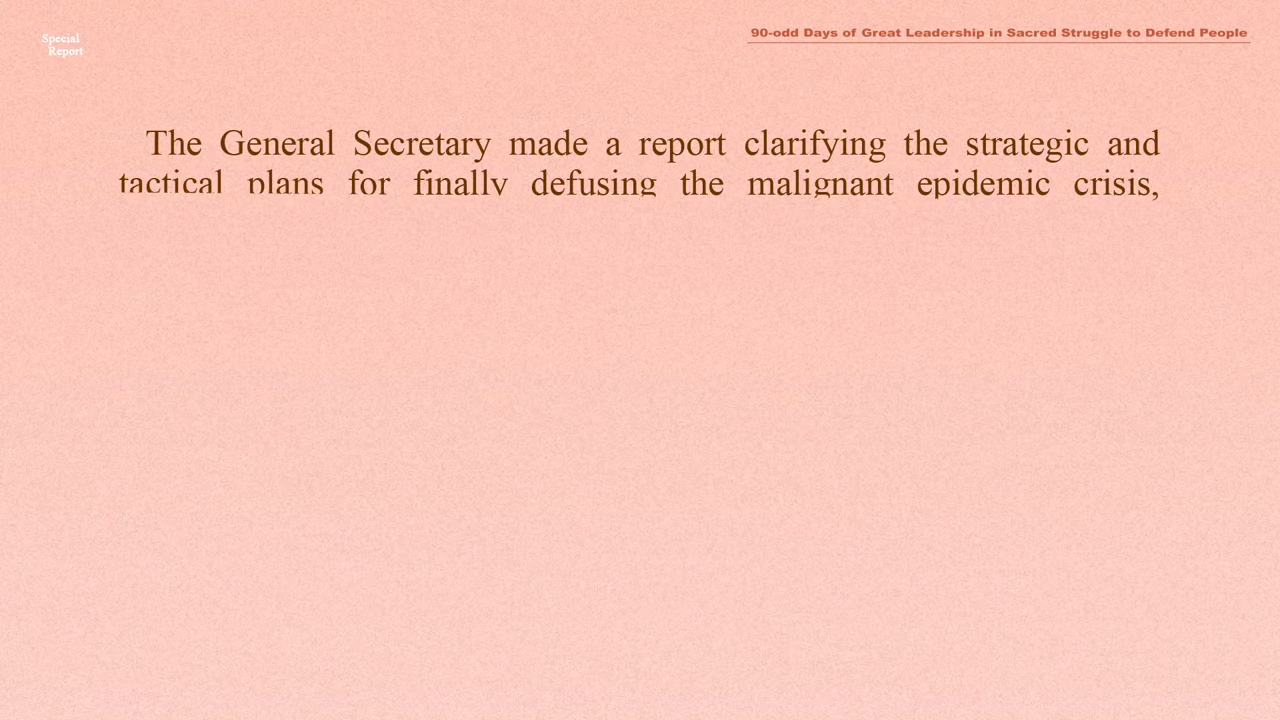 Special
Report
90-odd Days of Great Leadership in Sacred Struggle to Defend People
The General Secretary made a report clarifying the strategic and
tactical plans for finally defusing the malignant epidemic crisis,